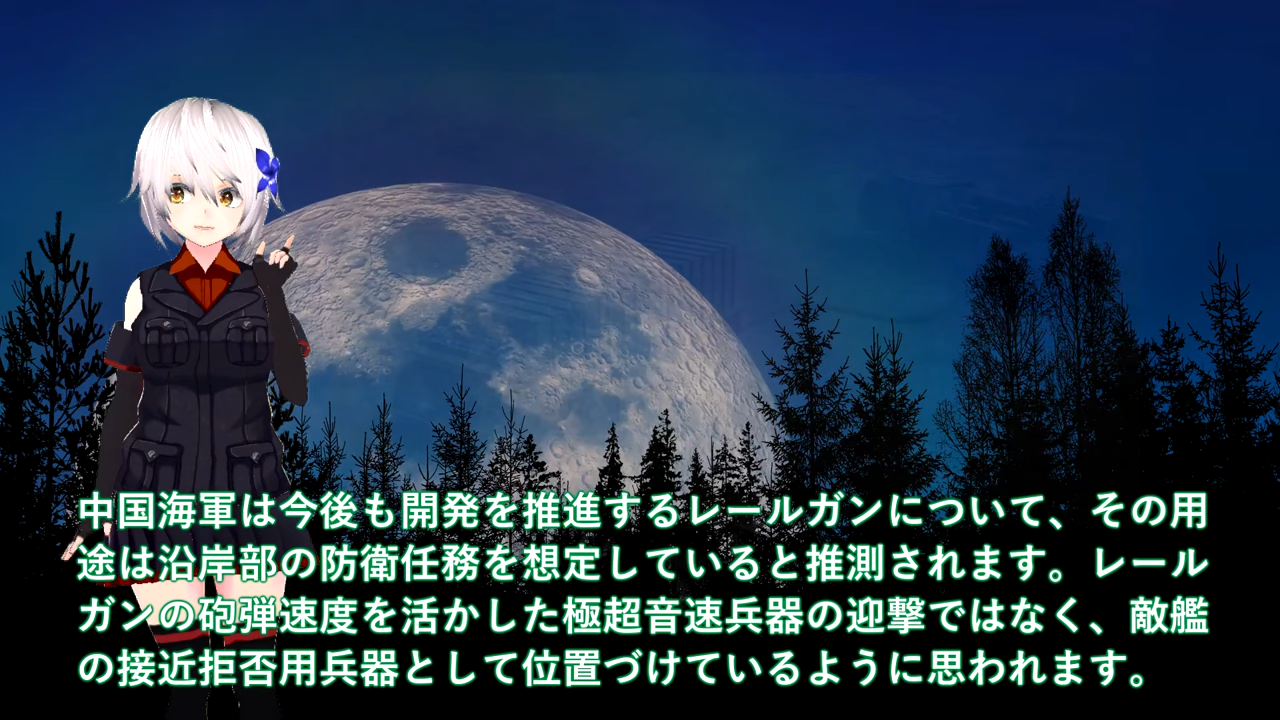 中国海軍は今後も開発を推進するレールガンについて、その用
途は沿岸部の防衛任務を想定していると推測されます。レール
ガンの砲弾速度を活かした極超音速兵器の迎撃ではなく、敵艦
の接近拒否用兵器として位置づけているように思われます。